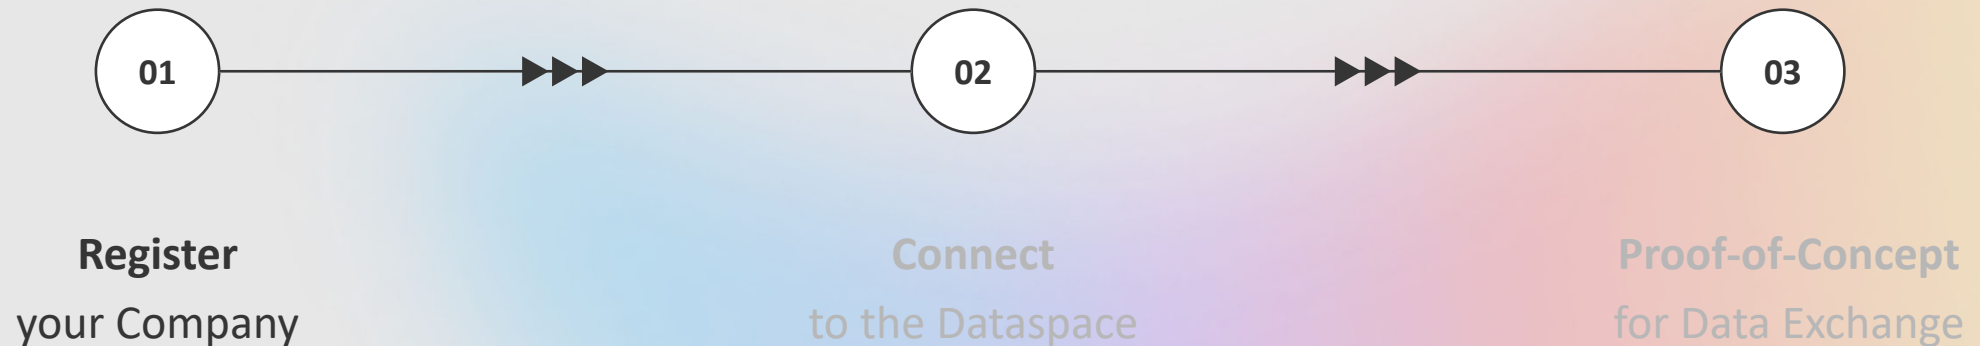 01
02
03
Register
your Company
Connect
to the Dataspace
Proof-of-Concept
for Data Exchange